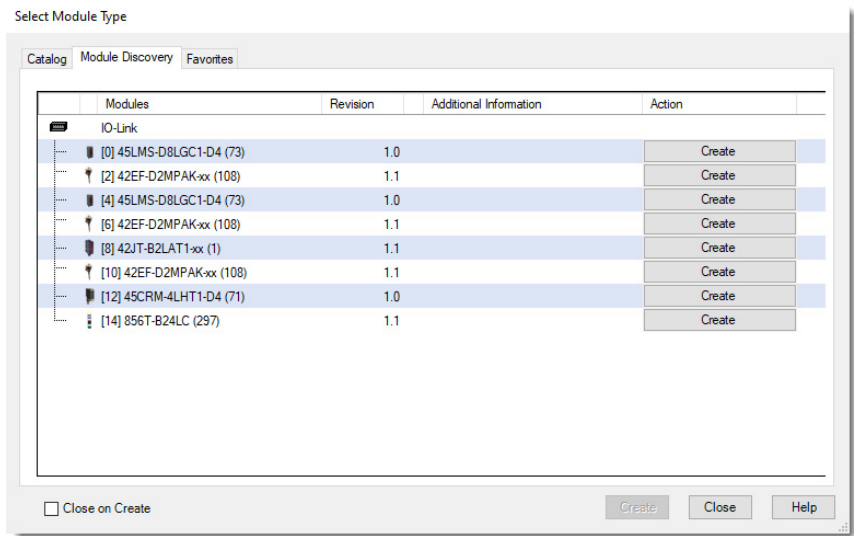 Select Module Type
Catalog Module Discovery Favorites
Modules Revision Additional Information Action
IO-Link
[0] 45LMS-D8LGC1-D4 (73) 1.0 Create
[2] 42EF-D2MPAK-xx (108) 1.1 Create
[4] 45LMS-D8LGC1-D4 (73) 1.0 Create
[6] 42EF-D2MPAK-xx (108) 1.1 Create
[8] 42JT-B2LAT1-xx (1) 1.1 Create
[10] 42EF-D2MPAK-xx (108) 1.1 Create
[12] 45CRM-4LHT1-D4 (71) 1.0 Create
[14] 856T-B24LC (297) 1.1 Create
Close on Create Create Close Help